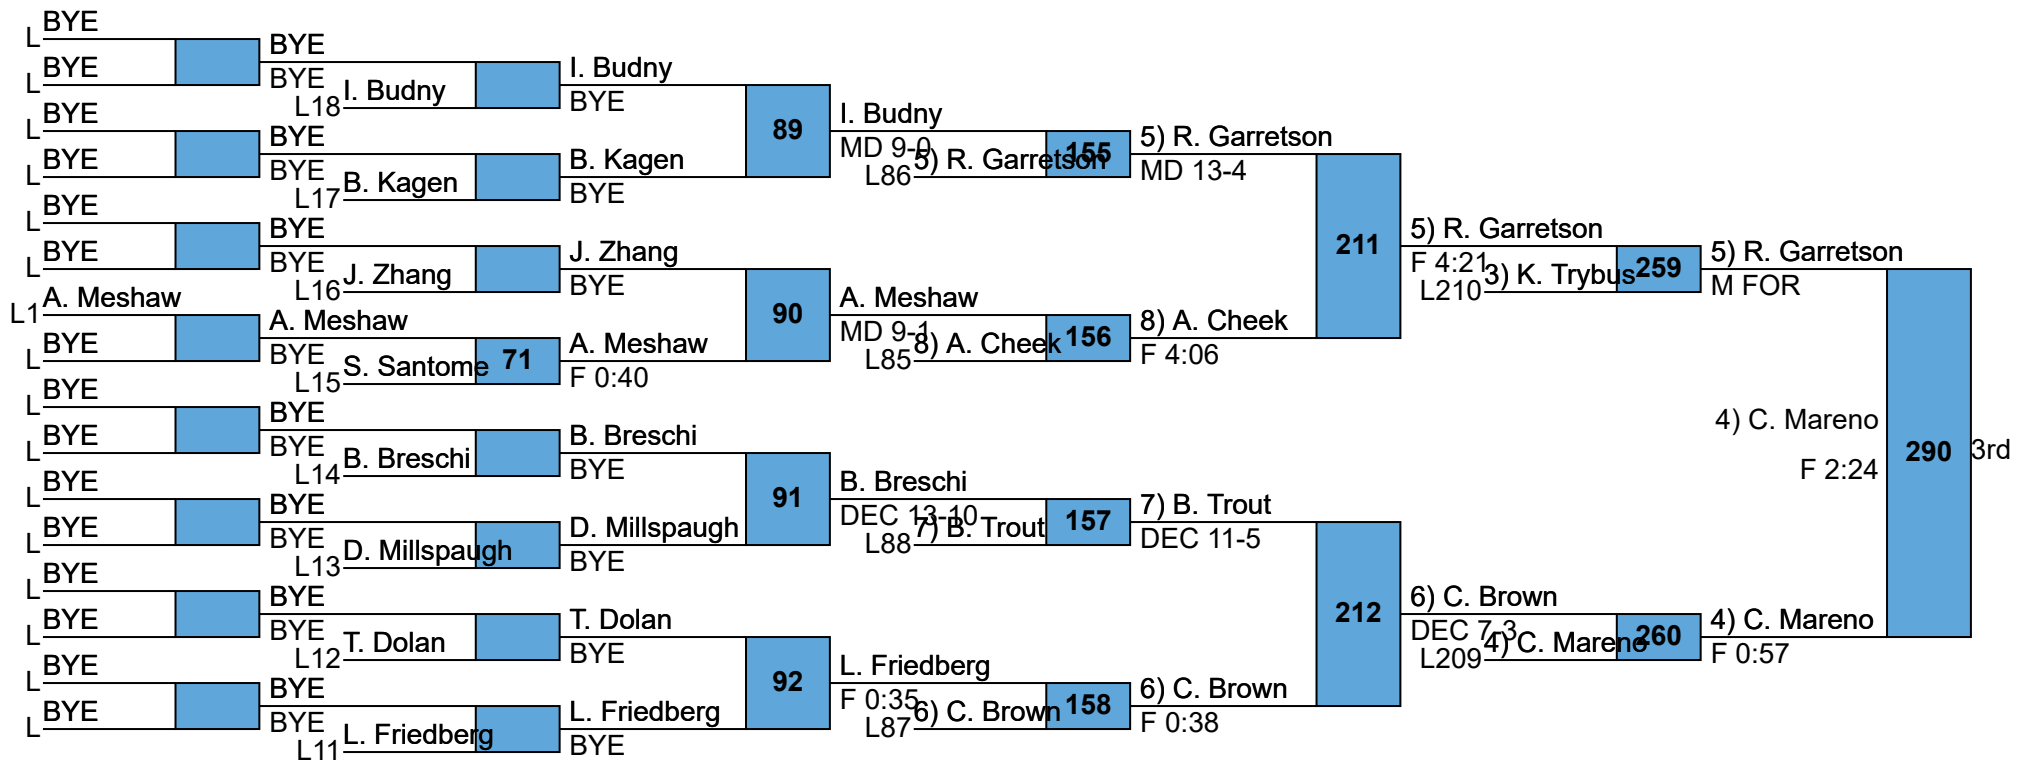 BYE
L
BYE
L
BYE
BYE
I. Budny
L18
I. Budny
BYE
BYE
L
BYE
L
BYE
BYE
B. Kagen
L17
B. Kagen
BYE
89
I. Budny
MD 9-0
5) R. Garretson
L86
155
5) R. Garretson
MD 13-4
BYE
L
BYE
L
BYE
BYE
J. Zhang
L16
J. Zhang
BYE
A. Meshaw
L1
BYE
L
A. Meshaw
BYE
S. Santome
L15
71
A. Meshaw
F 0:40
90
A. Meshaw
MD 9-1
8) A. Cheek
L85
156
8) A. Cheek
F 4:06
211
5) R. Garretson
F 4:21
3) K. Trybus
L210
259
5) R. Garretson
M FOR
BYE
L
BYE
L
BYE
BYE
B. Breschi
L14
B. Breschi
BYE
BYE
L
BYE
L
BYE
BYE
D. Millspaugh
L13
D. Millspaugh
BYE
91
B. Breschi
DEC 13-10
7) B. Trout
L88
157
7) B. Trout
DEC 11-5
BYE
L
BYE
L
BYE
BYE
T. Dolan
L12
T. Dolan
BYE
BYE
L
BYE
L
BYE
BYE
L. Friedberg
L11
L. Friedberg
BYE
92
L. Friedberg
F 0:35
6) C. Brown
L87
158
6) C. Brown
F 0:38
212
6) C. Brown
DEC 7-3
4) C. Mareno
L209
260
4) C. Mareno
F 0:57
4) C. Mareno
F 2:24
290
3rd